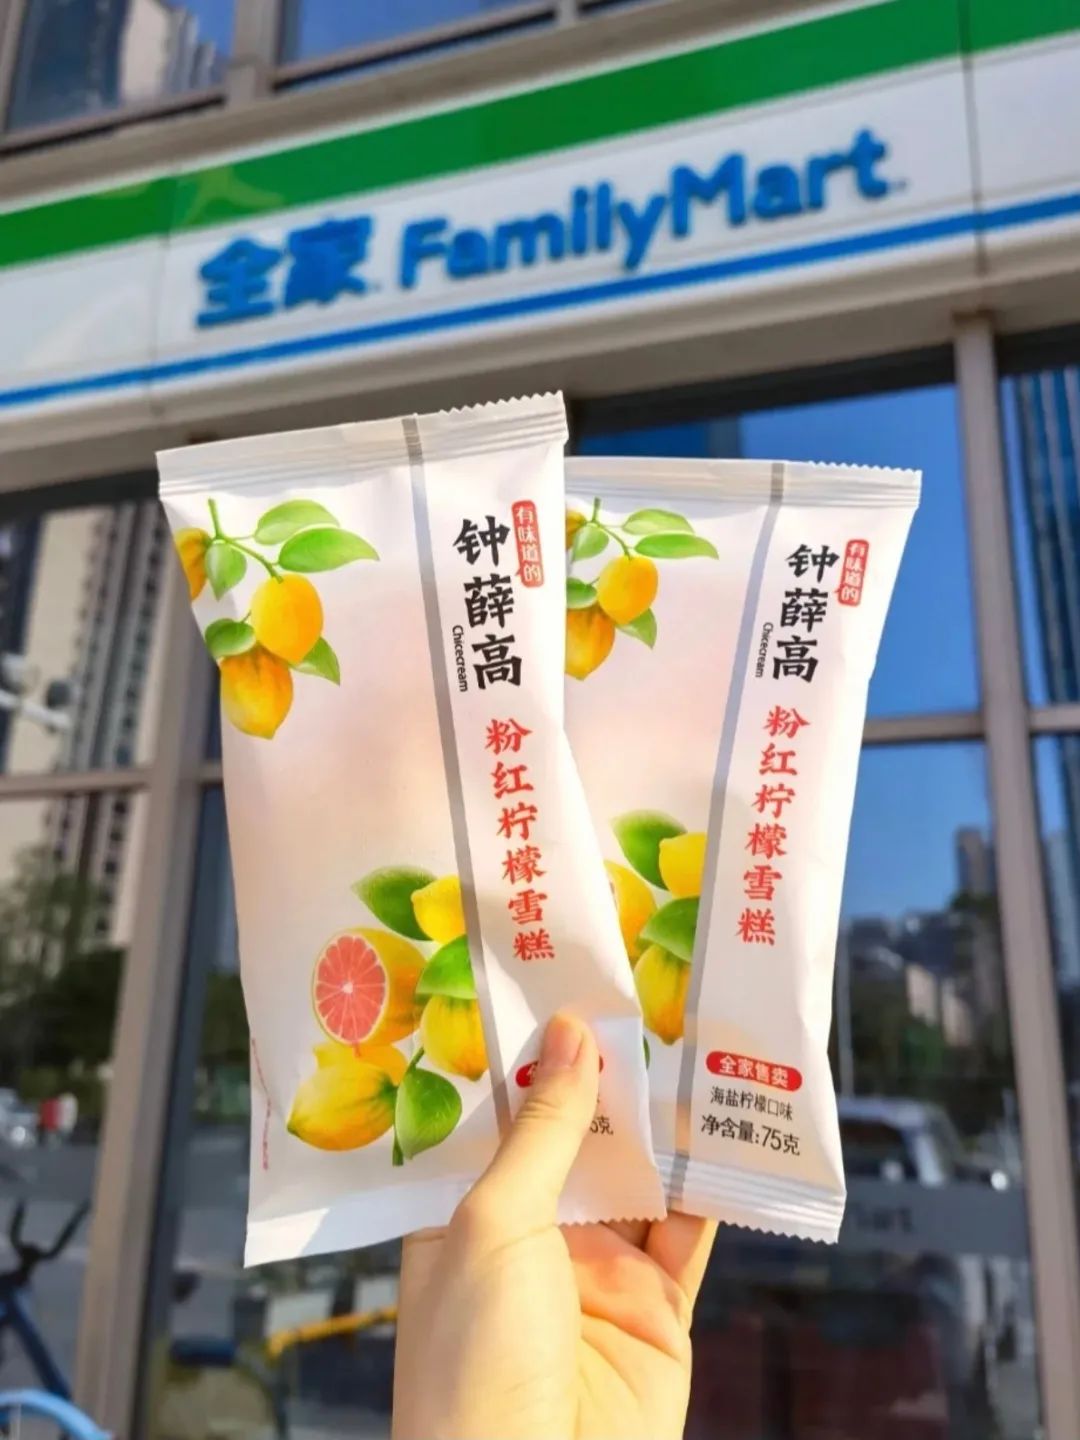 全家 FamilyMart
有味道的
钟薛高
Chicecream
粉红柠檬雪糕
有味道的
钟薛高
Chicecream
粉红柠檬雪糕
全家售卖
海盐柠檬口味
净含量:75克